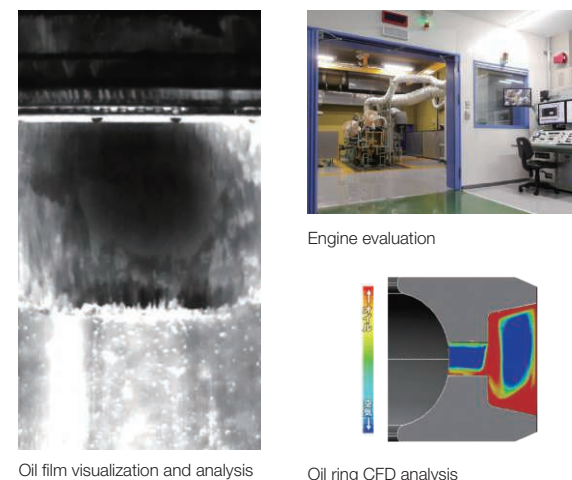 Engine evaluation
Oil film visualization and analysis
Oil ring CFD analysis